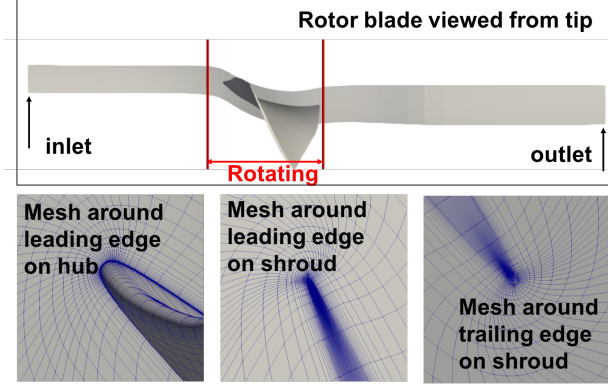 Rotor blade viewed from tip
inlet
outlet
Rotating
Mesh around
leading edge
on hub
Mesh around
leading edge
on shroud
Mesh around
trailing edge
on shroud